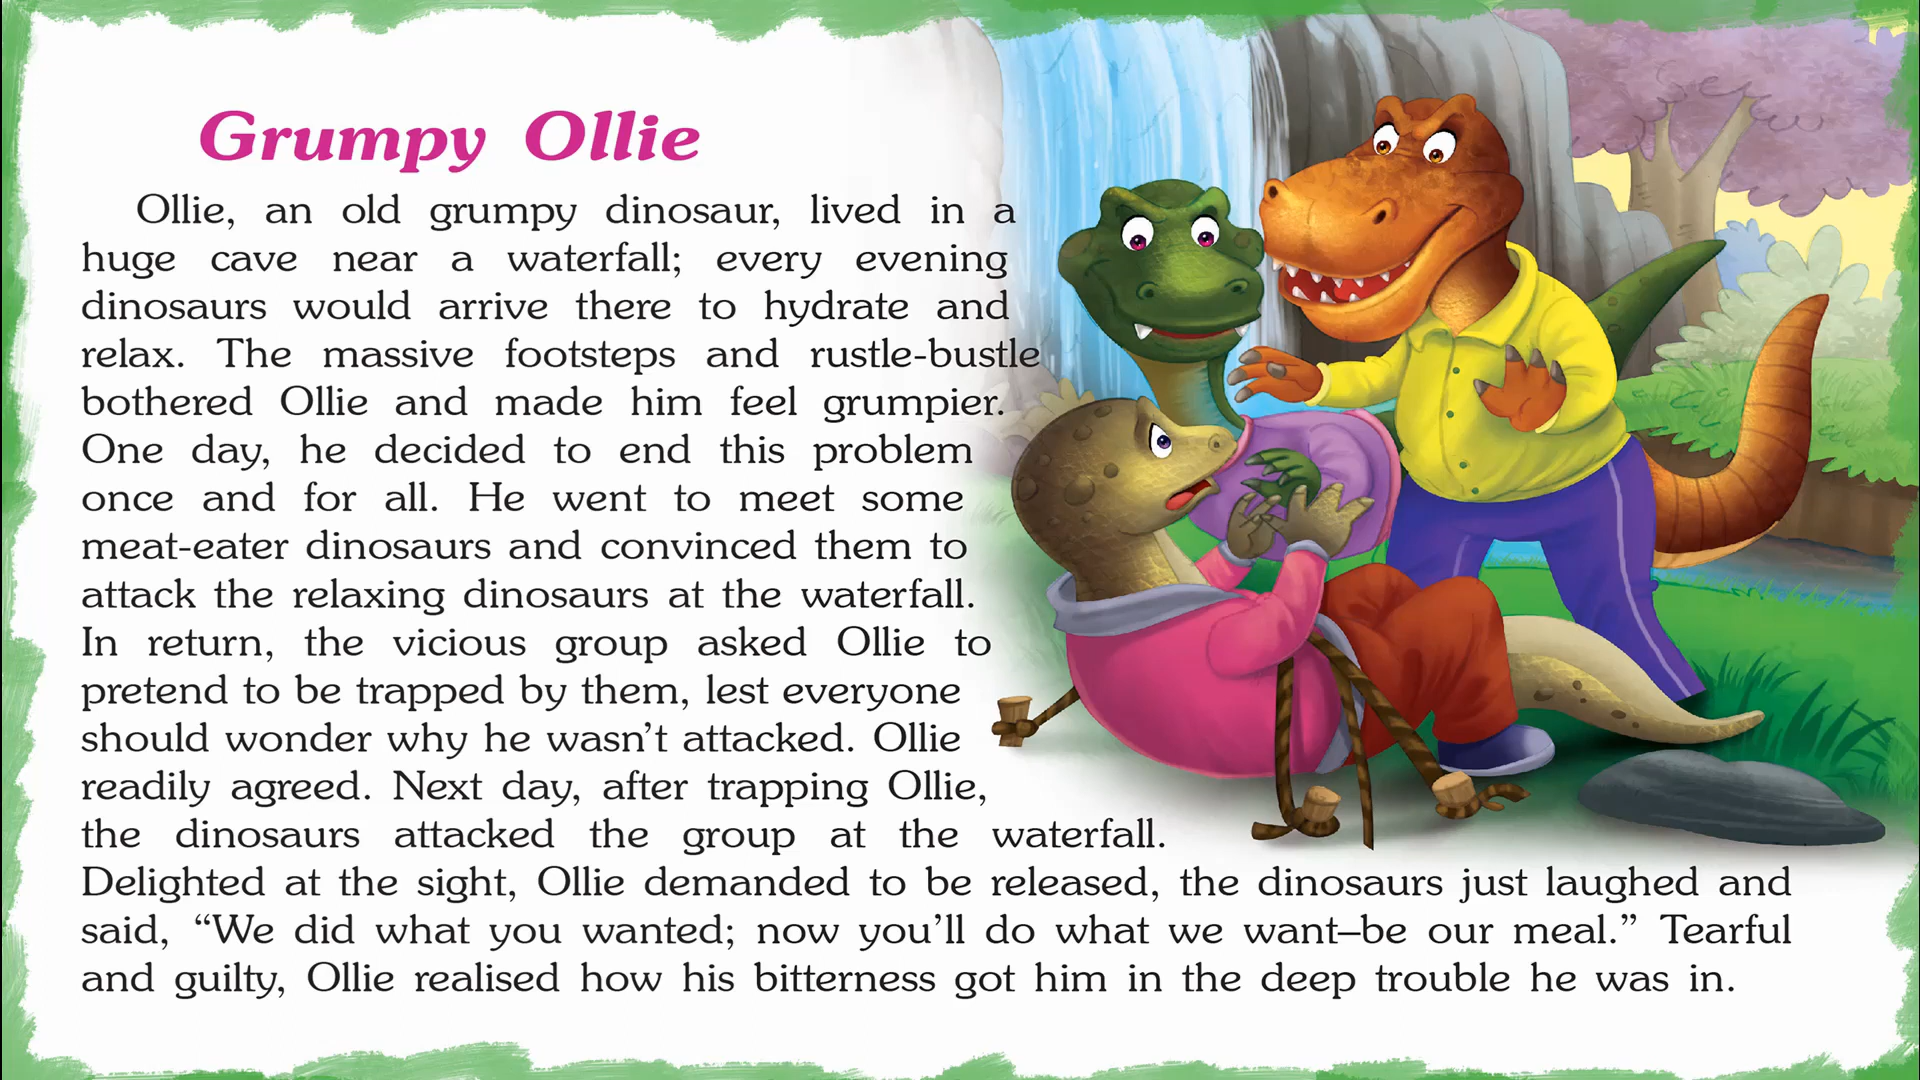 Grumpy Ollie
Ollie, an old grumpy dinosaur, lived in a
huge cave near a waterfall; every evening
dinosaurs would arrive there to hydrate and
relax. The massive footsteps and rustle-bustle
bothered Ollie and made him feel grumpier.
One day, he decided to end this problem
once and for all. He went to meet some
meat-eater dinosaurs and convinced them to
attack the relaxing dinosaurs at the waterfall.
In return, the vicious group asked Ollie to
pretend to be trapped by them, lest everyone
should wonder why he wasn’t attacked. Ollie
readily agreed. Next day, after trapping Ollie,
the dinosaurs attacked the group at the waterfall.
Delighted at the sight, Ollie demanded to be released, the dinosaurs just laughed and
said, “We did what you wanted; now you’ll do what we want–be our meal.” Tearful
and guilty, Ollie realised how his bitterness got him in the deep trouble he was in.